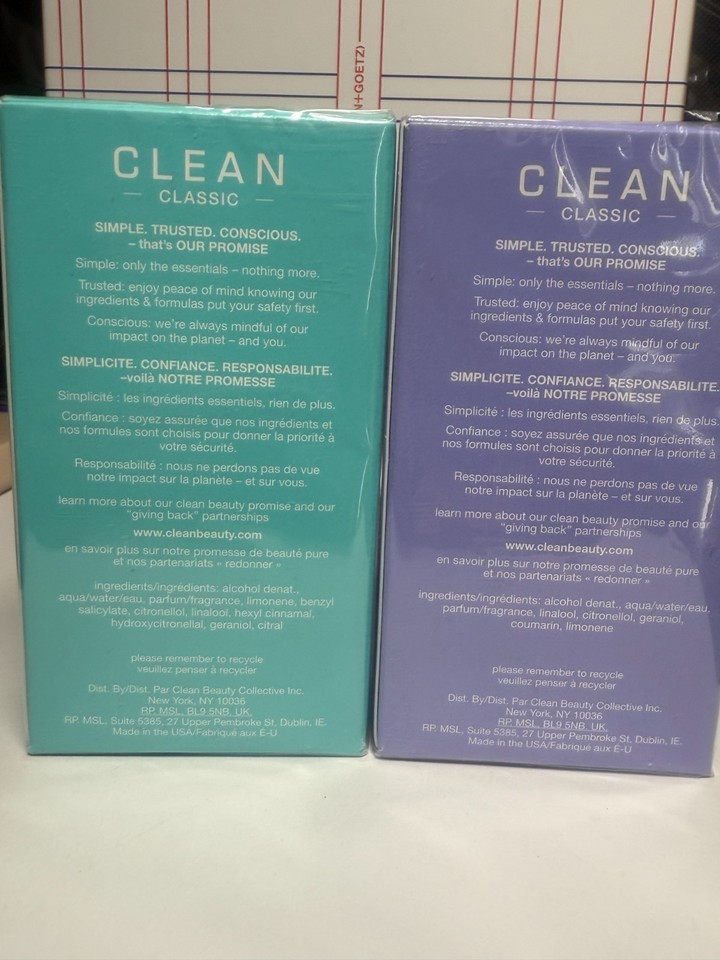 N+GOETZ)
CLEAN
CLASSIC
SIMPLE. TRUSTED. CONSCIOUS.
– that's OUR PROMISE
Simple: only the essentials – nothing more.
Trusted: enjoy peace of mind knowing our
ingredients & formulas put your safety first.
Conscious: we're always mindful of our
impact on the planet – and you.
SIMPLICITE. CONFIANCE. RESPONSABILITE.
–voilà NOTRE PROMESSE
Simplicité : les ingrédients essentiels, rien de plus.
Confiance : soyez assurée que nos ingrédients et
nos formules sont choisis pour donner la priorité à
votre sécurité.
Responsabilité : nous ne perdons pas de vue
notre impact sur la planète – et sur vous.
learn more about our clean beauty promise and our
"giving back" partnerships
www.cleanbeauty.com
en savoir plus sur notre promesse de beauté pure
et nos partenariats « redonner »
ingredients/ingrédients: alcohol denat.,
aqua/water/eau, parfum/fragrance, limonene, benzyl
salicylate, citronellol, linalool, hexyl cinnamal,
hydroxycitronellal, geraniol, citral
please remember to recycle
veuillez penser à recycler
Dist. By/Dist. Par Clean Beauty Collective Inc.
New York, NY 10036
RP. MSL, BL9 5NB, UK.
RP. MSL, Suite 5385, 27 Upper Pembroke St, Dublin, IE.
Made in the USA/Fabriqué aux É-U
CLEAN
CLASSIC
SIMPLE. TRUSTED. CONSCIOUS.
– that's OUR PROMISE
Simple: only the essentials – nothing more.
Trusted: enjoy peace of mind knowing our
ingredients & formulas put your safety first.
Conscious: we're always mindful of our
impact on the planet – and you.
SIMPLICITE. CONFIANCE. RESPONSABILITE.
–voilà NOTRE PROMESSE
Simplicité : les ingrédients essentiels, rien de plus.
Confiance : soyez assurée que nos ingrédients et
nos formules sont choisis pour donner la priorité à
votre sécurité.
Responsabilité : nous ne perdons pas de vue
notre impact sur la planète – et sur vous.
learn more about our clean beauty promise and our
"giving back" partnerships
www.cleanbeauty.com
en savoir plus sur notre promesse de beauté pure
et nos partenariats « redonner »
ingredients/ingrédients: alcohol denat., aqua/water/eau,
parfum/fragrance, linalool, citronellol, geraniol,
coumarin, limonene
please remember to recycle
veuillez penser à recycler
Dist. By/Dist. Par Clean Beauty Collective Inc.
New York, NY 10036
RP. MSL, BL9 5NB, UK.
RP. MSL, Suite 5385, 27 Upper Pembroke St, Dublin, IE.
Made in the USA/Fabriqué aux É-U